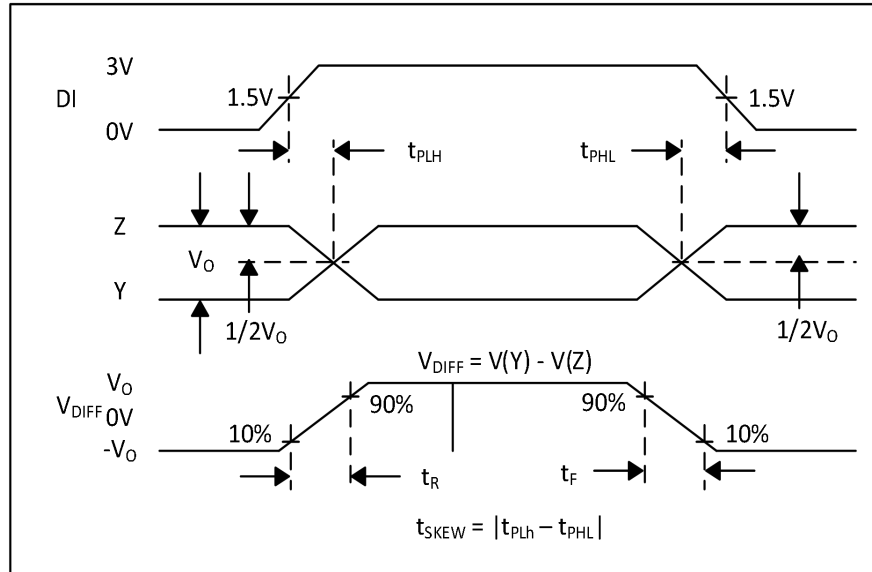 3V
DI
1.5V
1.5V
0V
tPLH
tPHL
Z
VO
Y
1/2VO
1/2VO
VDIFF = V(Y) - V(Z)
VO
VDIFF
0V
-VO
90%
90%
10%
10%
tR
tF
tSKEW = |tPLh – tPHL|